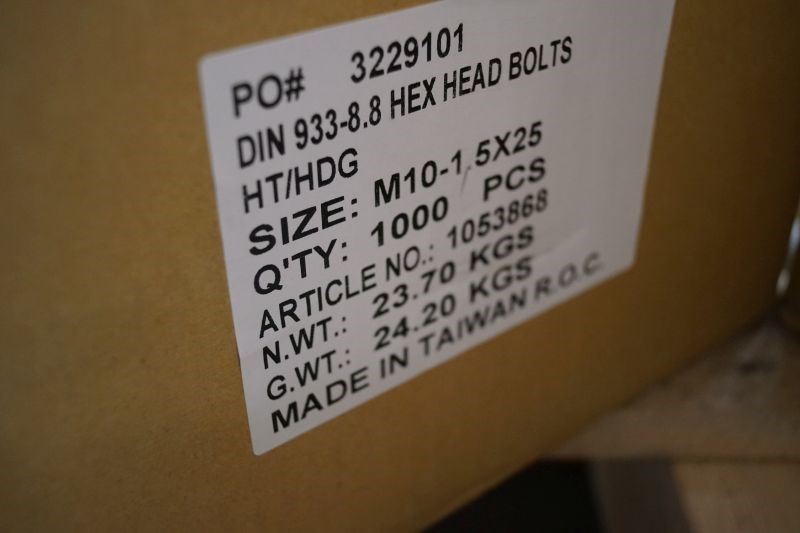 PO# 3229101
DIN 933-8.8 HEX HEAD BOLTS
HT/HDG
SIZE: M10-1.5X25
Q'TY: 1000 PCS
ARTICLE NO.: 1053868
N.WT.: 23.70 KGS
G.WT.: 24.20 KGS
MADE IN TAIWAN R.O.C.